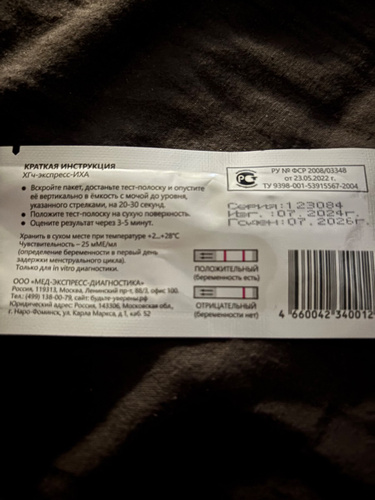 КРАТКАЯ ИНСТРУКЦИЯ
ХГч-экспресс-ИХА
• Вскройте пакет, достаньте тест-полоску и опустите
её вертикально в ёмкость с мочой до уровня,
указанного стрелками, на 20-30 секунд.
• Положите тест-полоску на сухую поверхность.
• Оцените результат через 3-5 минут.
Хранить в сухом месте при температуре +2...+28°С
Чувствительность – 25 мМЕ/мл
(определение беременности в первый день
задержки менструального цикла).
Только для in vitro диагностики.
ООО «МЕД-ЭКСПРЕСС-ДИАГНОСТИКА»
Россия, 119313, Москва, Ленинский пр-т, 88/3, офис 100.
Тел.: (499) 138-00-79, сайт: будьте-уверены.рф
Юридический адрес: Россия, 143306, Московская обл.,
г. Наро-Фоминск, ул. Карла Маркса, д.1, каб. 52
РУ № ФСР 2008/03348
от 23.05.2022 г.
ТУ 9398-001-53915567-2004
Серия:123084
Изг.:07.2024г.
Годен:07.2026г.
ПОЛОЖИТЕЛЬНЫЙ
(беременность есть)
ОТРИЦАТЕЛЬНЫЙ
(беременности нет)
4 660042 340012